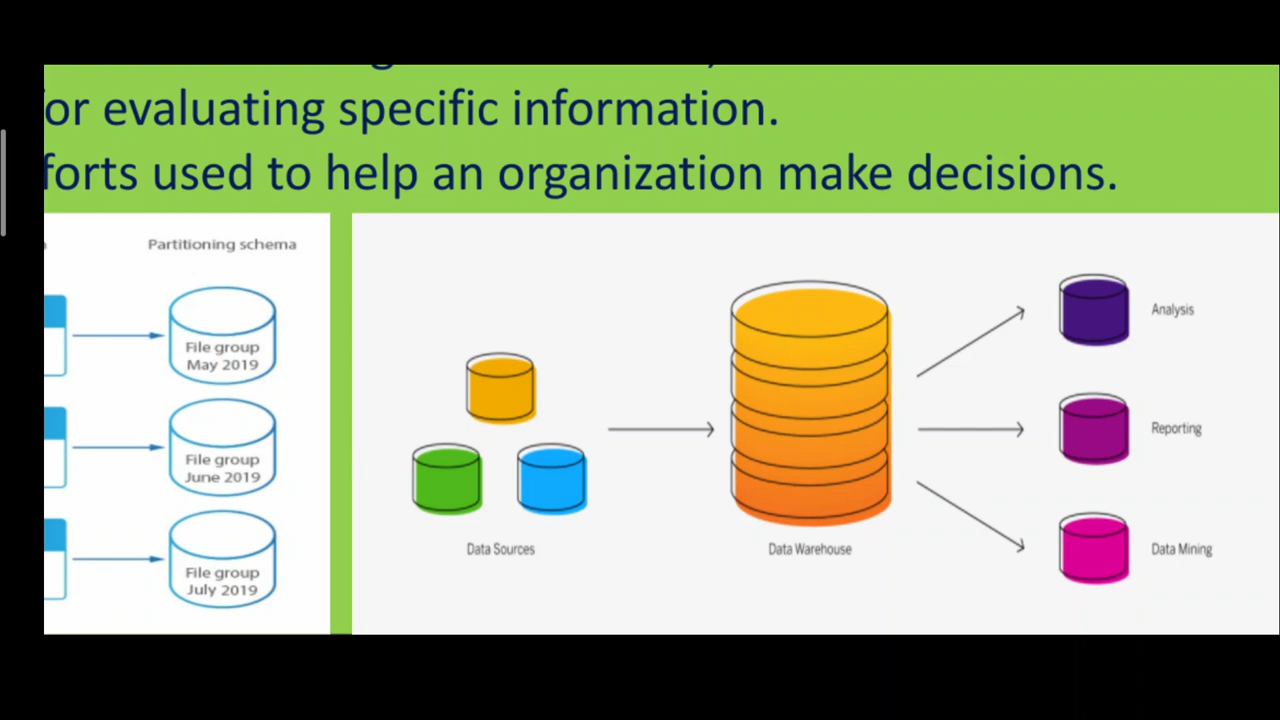 or evaluating specific information.
forts used to help an organization make decisions.
Partitioning schema
File group
May 2019
File group
June 2019
File group
July 2019
Data Sources
Data Warehouse
Analysis
Reporting
Data Mining